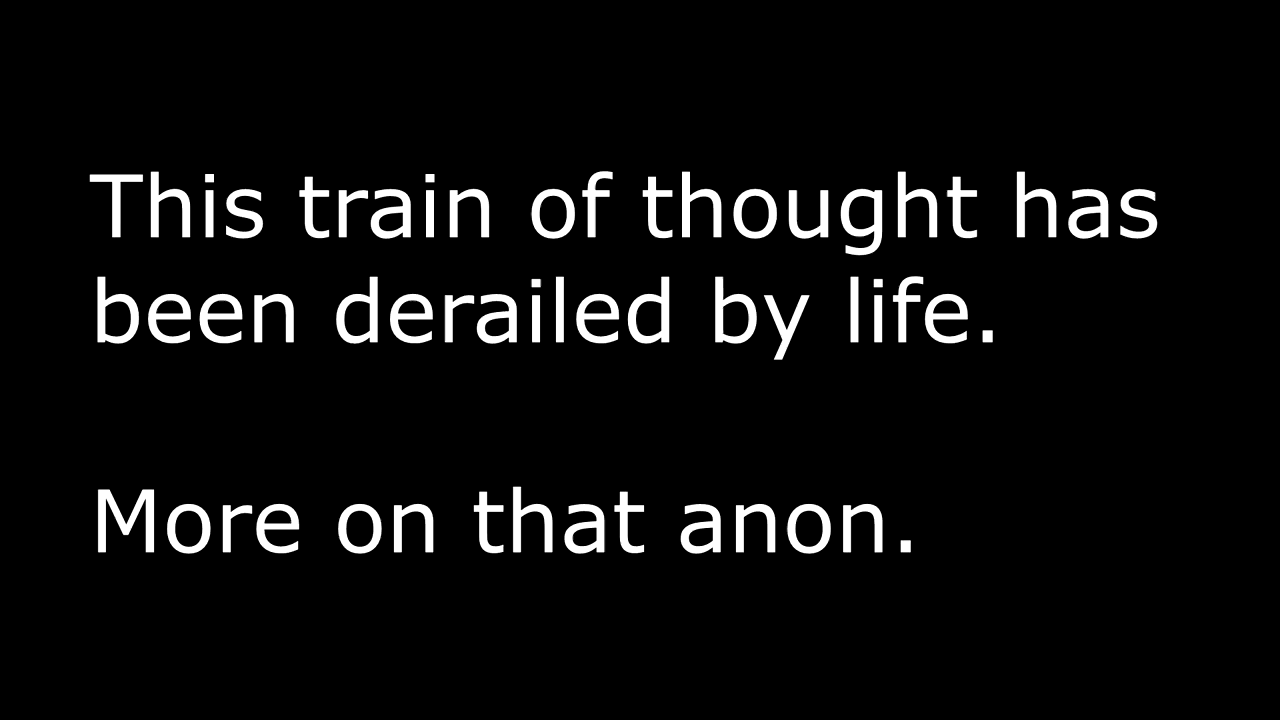 This train of thought has
been derailed by life.
More on that anon.